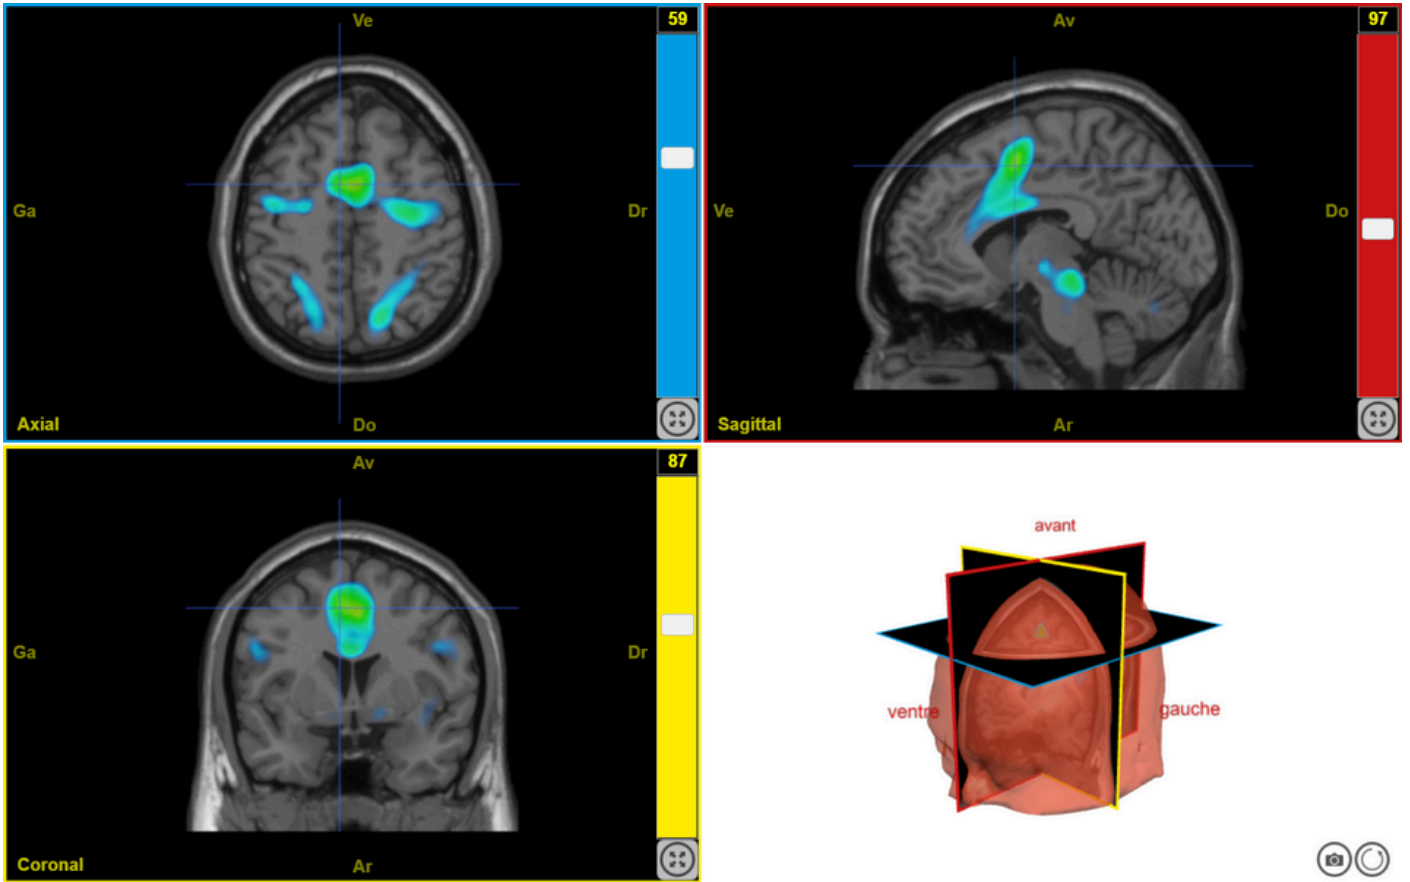 Ve
59
Ga
Dr
Axial
Do
Av
97
Ve
Do
Sagittal
Ar
Av
87
Ga
Dr
Coronal
Ar
avant
ventre
gauche